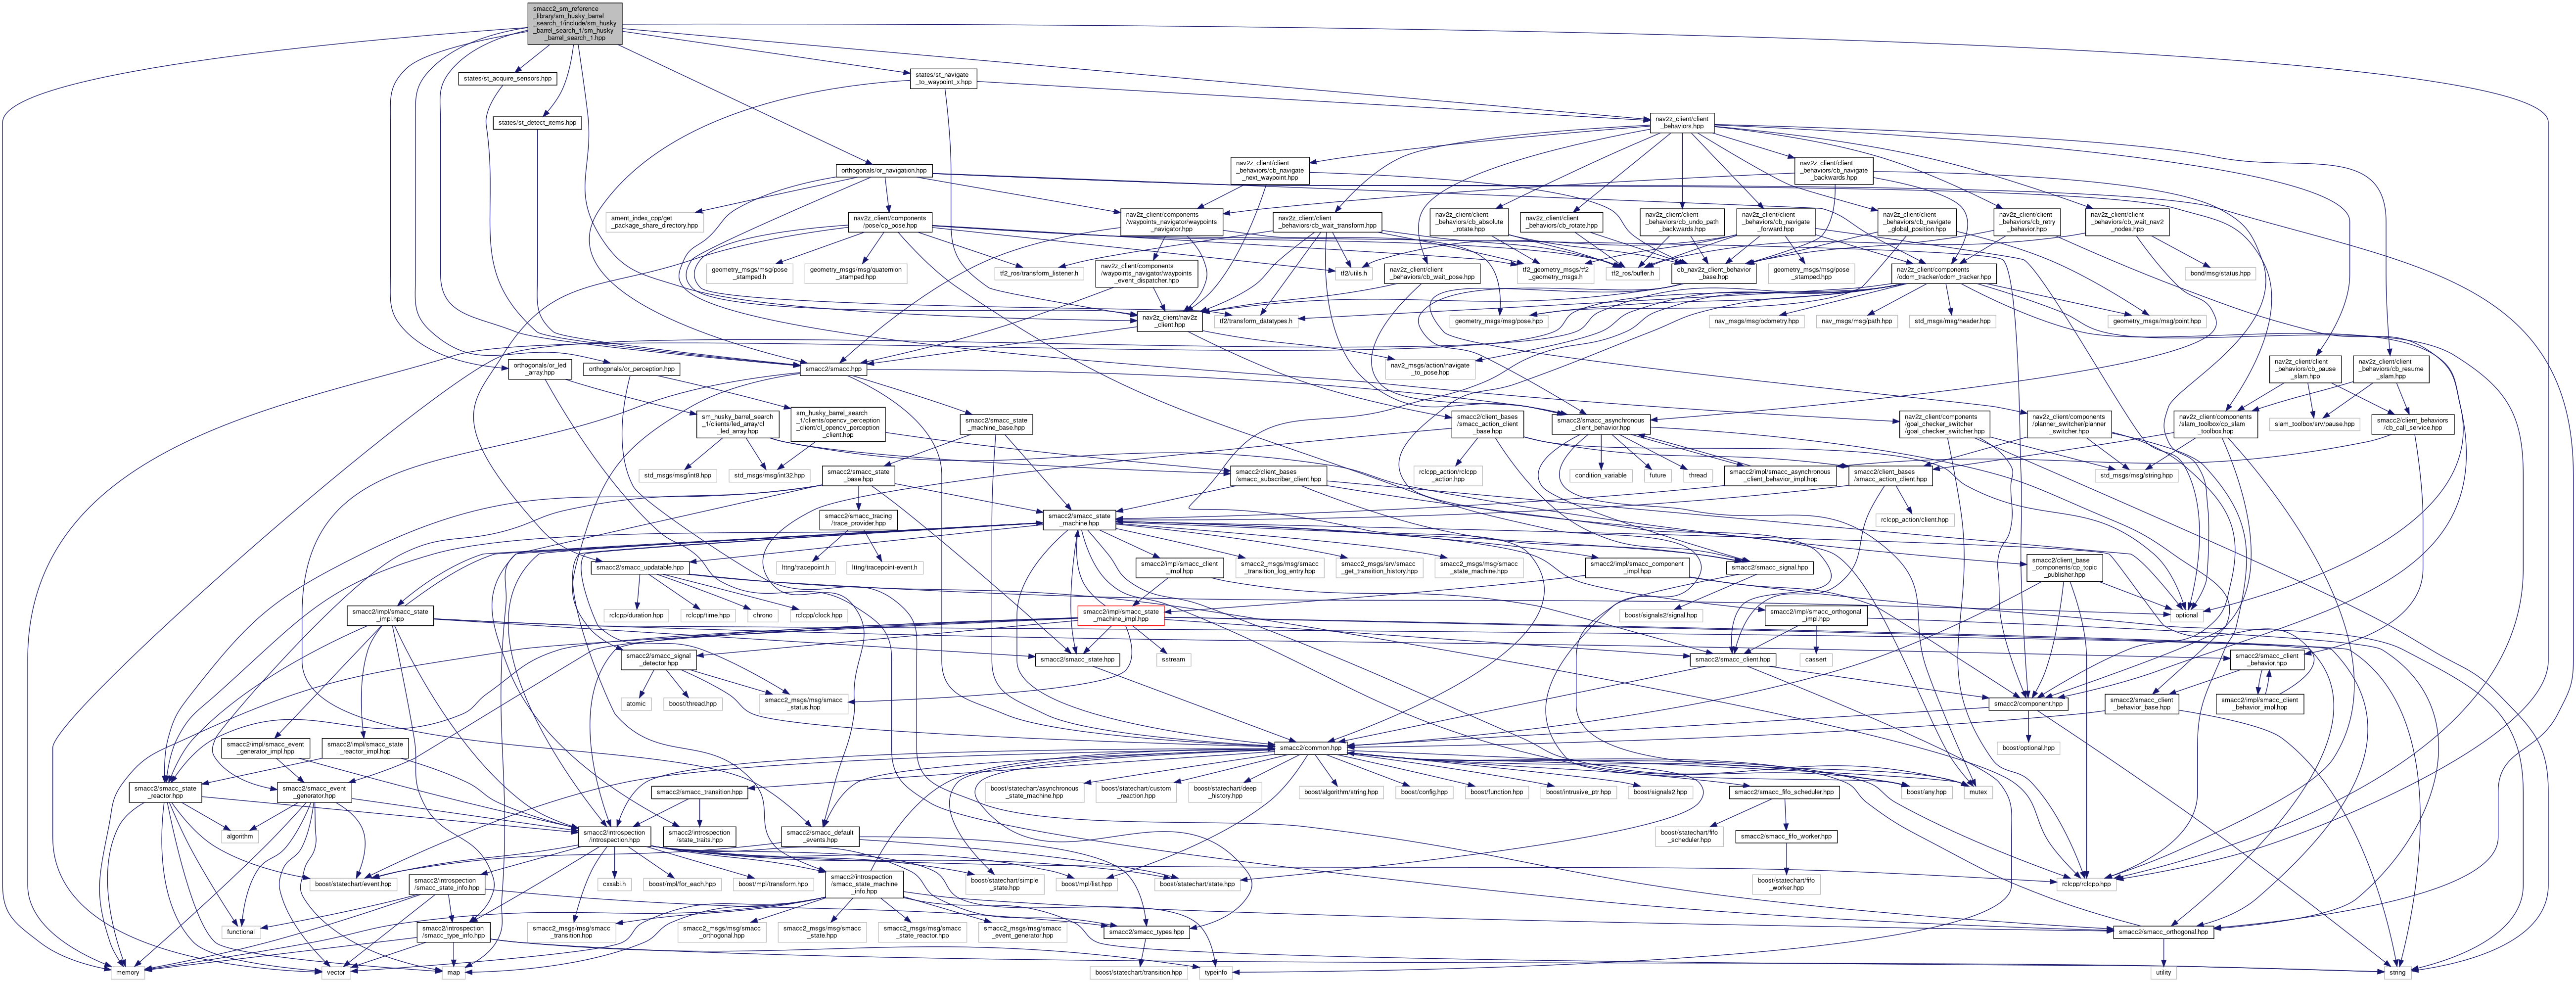 smacc2_sm_reference
_library/sm_husky_barrel
_search_1/include/sm_husky
_barrel_search_1/sm_husky
_barrel_search_1.hpp
states/st_acquire_sensors.hpp
states/st_navigate
_to_waypoint_x.hpp
states/st_detect_items.hpp
nav2z_client/client
_behaviors.hpp
orthogonals/or_navigation.hpp
nav2z_client/client
_behaviors/cb_navigate
_next_waypoint.hpp
nav2z_client/client
_behaviors/cb_navigate
_backwards.hpp
ament_index_cpp/get
_package_share_directory.hpp
nav2z_client/components
/pose/cp_pose.hpp
nav2z_client/components
/waypoints_navigator/waypoints
_navigator.hpp
nav2z_client/client
_behaviors/cb_wait_transform.hpp
nav2z_client/client
_behaviors/cb_absolute
_rotate.hpp
nav2z_client/client
_behaviors/cb_rotate.hpp
nav2z_client/client
_behaviors/cb_undo_path
_backwards.hpp
nav2z_client/client
_behaviors/cb_navigate
_forward.hpp
nav2z_client/client
_behaviors/cb_navigate
_global_position.hpp
nav2z_client/client
_behaviors/cb_retry
_behavior.hpp
nav2z_client/client
_behaviors/cb_wait_nav2
_nodes.hpp
geometry_msgs/msg/pose
_stamped.h
geometry_msgs/msg/quaternion
_stamped.hpp
tf2_ros/transform_listener.h
nav2z_client/components
/waypoints_navigator/waypoints
_event_dispatcher.hpp
tf2/utils.h
nav2z_client/client
_behaviors/cb_wait_pose.hpp
tf2_geometry_msgs/tf2
_geometry_msgs.h
tf2_ros/buffer.h
cb_nav2z_client_behavior
_base.hpp
geometry_msgs/msg/pose
_stamped.hpp
nav2z_client/components
/odom_tracker/odom_tracker.hpp
bond/msg/status.hpp
nav2z_client/nav2z
_client.hpp
tf2/transform_datatypes.h
geometry_msgs/msg/pose.hpp
nav_msgs/msg/odometry.hpp
nav_msgs/msg/path.hpp
std_msgs/msg/header.hpp
geometry_msgs/msg/point.hpp
orthogonals/or_led
_array.hpp
orthogonals/or_perception.hpp
smacc2/smacc.hpp
nav2_msgs/action/navigate
_to_pose.hpp
nav2z_client/client
_behaviors/cb_pause
_slam.hpp
nav2z_client/client
_behaviors/cb_resume
_slam.hpp
sm_husky_barrel_search
_1/clients/led_array/cl
_led_array.hpp
sm_husky_barrel_search
_1/clients/opencv_perception
_client/cl_opencv_perception
_client.hpp
smacc2/smacc_state
_machine_base.hpp
smacc2/client_bases
/smacc_action_client
_base.hpp
smacc2/smacc_asynchronous
_client_behavior.hpp
nav2z_client/components
/goal_checker_switcher
/goal_checker_switcher.hpp
nav2z_client/components
/planner_switcher/planner
_switcher.hpp
nav2z_client/components
/slam_toolbox/cp_slam
_toolbox.hpp
slam_toolbox/srv/pause.hpp
smacc2/client_behaviors
/cb_call_service.hpp
std_msgs/msg/int8.hpp
std_msgs/msg/int32.hpp
smacc2/smacc_state
_base.hpp
smacc2/client_bases
/smacc_subscriber_client.hpp
rclcpp_action/rclcpp
_action.hpp
condition_variable
future
thread
smacc2/impl/smacc_asynchronous
_client_behavior_impl.hpp
smacc2/client_bases
/smacc_action_client.hpp
std_msgs/msg/string.hpp
smacc2/smacc_tracing
/trace_provider.hpp
smacc2/smacc_state
_machine.hpp
rclcpp_action/client.hpp
smacc2/smacc_updatable.hpp
lttng/tracepoint.h
lttng/tracepoint-event.h
smacc2/impl/smacc_client
_impl.hpp
smacc2_msgs/msg/smacc
_transition_log_entry.hpp
smacc2_msgs/srv/smacc
_get_transition_history.hpp
smacc2_msgs/msg/smacc
_state_machine.hpp
smacc2/impl/smacc_component
_impl.hpp
smacc2/smacc_signal.hpp
smacc2/client_base
_components/cp_topic
_publisher.hpp
smacc2/impl/smacc_state
_impl.hpp
rclcpp/duration.hpp
rclcpp/time.hpp
chrono
rclcpp/clock.hpp
smacc2/impl/smacc_state
_machine_impl.hpp
boost/signals2/signal.hpp
smacc2/impl/smacc_orthogonal
_impl.hpp
optional
smacc2/smacc_signal
_detector.hpp
smacc2/smacc_state.hpp
sstream
smacc2/smacc_client.hpp
cassert
smacc2/smacc_client
_behavior.hpp
atomic
boost/thread.hpp
smacc2_msgs/msg/smacc
_status.hpp
smacc2/component.hpp
smacc2/smacc_client
_behavior_base.hpp
smacc2/impl/smacc_client
_behavior_impl.hpp
smacc2/impl/smacc_event
_generator_impl.hpp
smacc2/impl/smacc_state
_reactor_impl.hpp
smacc2/common.hpp
boost/optional.hpp
smacc2/smacc_state
_reactor.hpp
smacc2/smacc_event
_generator.hpp
smacc2/smacc_transition.hpp
boost/statechart/asynchronous
_state_machine.hpp
boost/statechart/custom
_reaction.hpp
boost/statechart/deep
_history.hpp
boost/algorithm/string.hpp
boost/config.hpp
boost/function.hpp
boost/intrusive_ptr.hpp
boost/signals2.hpp
smacc2/smacc_fifo_scheduler.hpp
boost/any.hpp
mutex
algorithm
smacc2/introspection
/introspection.hpp
smacc2/introspection
/state_traits.hpp
smacc2/smacc_default
_events.hpp
boost/statechart/fifo
_scheduler.hpp
smacc2/smacc_fifo_worker.hpp
boost/statechart/event.hpp
smacc2/introspection
/smacc_state_info.hpp
cxxabi.h
boost/mpl/for_each.hpp
boost/mpl/transform.hpp
smacc2/introspection
/smacc_state_machine
_info.hpp
boost/statechart/simple
_state.hpp
boost/mpl/list.hpp
boost/statechart/state.hpp
boost/statechart/fifo
_worker.hpp
rclcpp/rclcpp.hpp
functional
smacc2/introspection
/smacc_type_info.hpp
smacc2_msgs/msg/smacc
_transition.hpp
smacc2_msgs/msg/smacc
_orthogonal.hpp
smacc2_msgs/msg/smacc
_state.hpp
smacc2_msgs/msg/smacc
_state_reactor.hpp
smacc2_msgs/msg/smacc
_event_generator.hpp
smacc2/smacc_types.hpp
smacc2/smacc_orthogonal.hpp
memory
vector
map
boost/statechart/transition.hpp
typeinfo
utility
string